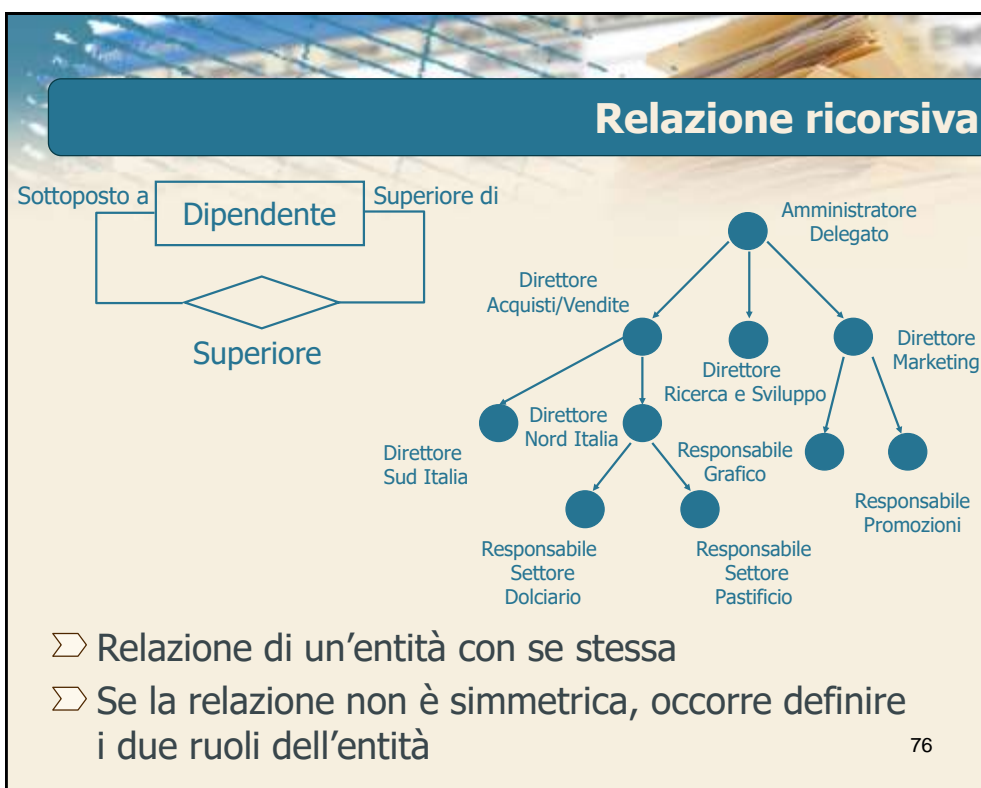 Relazione ricorsiva
Sottoposto a
Dipendente
Superiore di
Superiore
Amministratore
Delegato
Direttore
Acquisti/Vendite
Direttore
Ricerca e Sviluppo
Direttore
Marketing
Direttore
Sud Italia
Direttore
Nord Italia
Responsabile
Grafico
Responsabile
Promozioni
Responsabile
Settore
Dolciario
Responsabile
Settore
Pastificio
Relazione di un’entità con se stessa
Se la relazione non è simmetrica, occorre definire
i due ruoli dell’entità
76